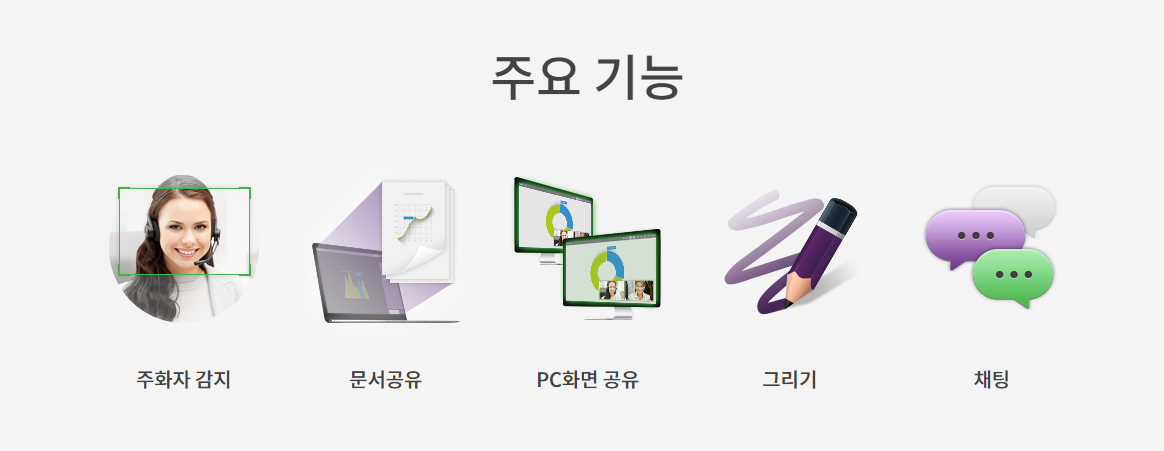 주요 기능
주화자 감지
문서공유
PC화면 공유
그리기
채팅